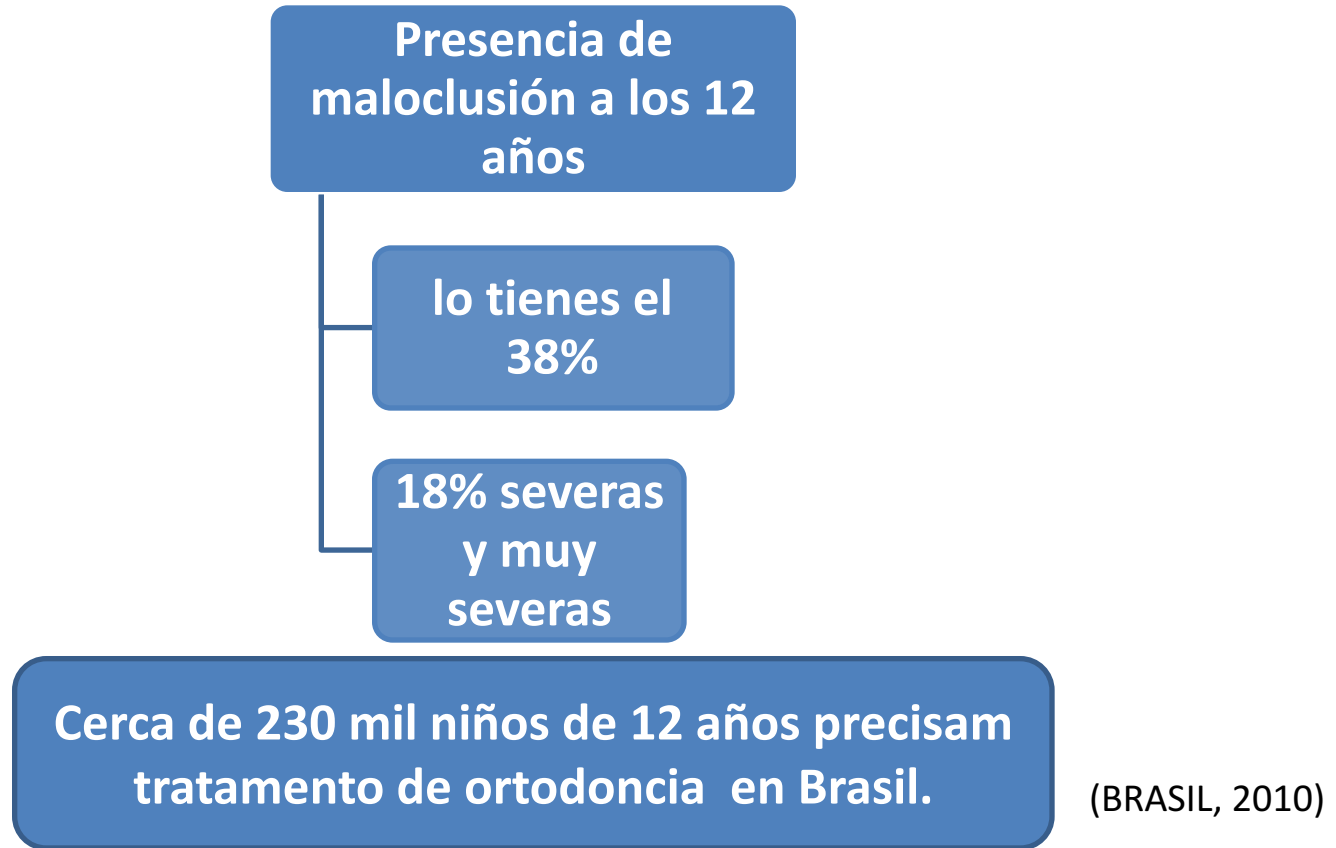 Presencia de
maloclusión a los 12
años
lo tienes el
38%
18% severas
y muy
severas
Cerca de 230 mil niños de 12 años precisam
tratamento de ortodoncia en Brasil.
(BRASIL, 2010)